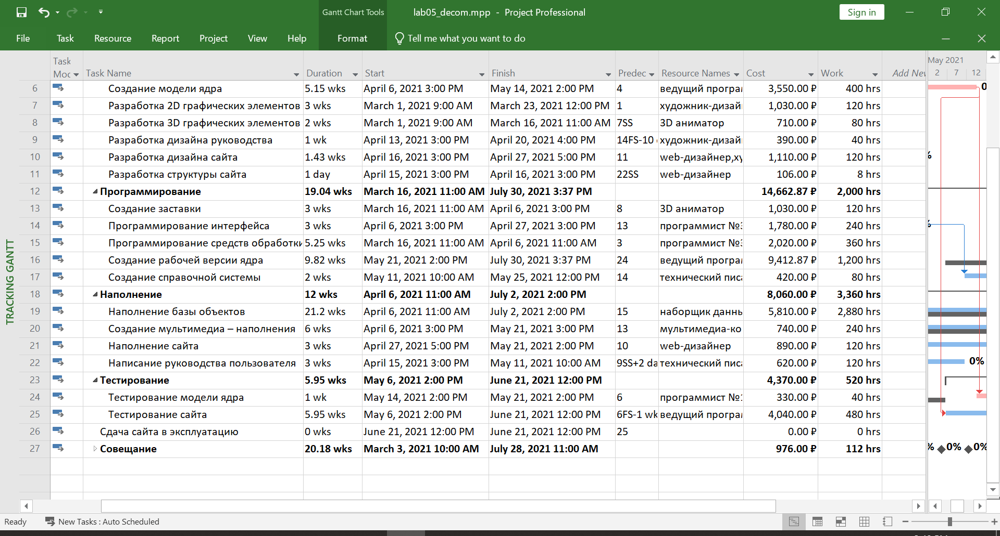 Gantt Chart Tools
lab05_decom.mpp - Project Professional
Sign in
File Task Resource Report Project View Help Format Tell me what you want to do
Task
Moc Task Name Duration Start Finish Predec Resource Names Cost Work Add New
May 2021
2 7 12
6 Создание модели ядра 5.15 wks April 6, 2021 3:00 PM May 14, 2021 2:00 PM 4 ведущий програ 3,550.00 ₽ 400 hrs 0
7 Разработка 2D графических элементов 3 wks March 1, 2021 9:00 AM March 23, 2021 12:00 PM 1 художник-дизай 1,030.00 ₽ 120 hrs
8 Разработка 3D графических элементов 2 wks March 1, 2021 9:00 AM March 16, 2021 11:00 AM 7SS 3D аниматор 710.00 ₽ 80 hrs
9 Разработка дизайна руководства 1 wk April 13, 2021 3:00 PM April 20, 2021 4:00 PM 14FS-10 художник-дизай 390.00 ₽ 40 hrs
10 Разработка дизайна сайта 1.43 wks April 16, 2021 3:00 PM April 27, 2021 5:00 PM 11 web-дизайнер,ху 1,110.00 ₽ 120 hrs %
11 Разработка структуры сайта 1 day April 15, 2021 3:00 PM April 16, 2021 3:00 PM 22SS web-дизайнер 106.00 ₽ 8 hrs
12 Программирование 19.04 wks March 16, 2021 11:00 AM July 30, 2021 3:37 PM 14,662.87 ₽ 2,000 hrs
13 Создание заставки 3 wks March 16, 2021 11:00 AM April 6, 2021 3:00 PM 8 3D аниматор 1,030.00 ₽ 120 hrs
14 Программирование интерфейса 3 wks April 6, 2021 3:00 PM April 27, 2021 3:00 PM 13 программист №3 1,780.00 ₽ 240 hrs %
15 Программирование средств обработки 5.25 wks March 16, 2021 11:00 AM April 6, 2021 11:00 AM 3 программист №3 2,020.00 ₽ 360 hrs
16 Создание рабочей версии ядра 9.82 wks May 21, 2021 2:00 PM July 30, 2021 3:37 PM 24 ведущий програ 9,412.87 ₽ 1,200 hrs
17 Создание справочной системы 2 wks May 11, 2021 10:00 AM May 25, 2021 12:00 PM 14 технический пис 420.00 ₽ 80 hrs
18 Наполнение 12 wks April 6, 2021 11:00 AM July 2, 2021 2:00 PM 8,060.00 ₽ 3,360 hrs
19 Наполнение базы объектов 21.2 wks April 6, 2021 11:00 AM July 2, 2021 2:00 PM 15 наборщик данны 5,810.00 ₽ 2,880 hrs
20 Создание мультимедиа – наполнения 6 wks April 6, 2021 3:00 PM May 21, 2021 3:00 PM 13 мультимедиа-ко 740.00 ₽ 240 hrs
21 Наполнение сайта 3 wks April 27, 2021 5:00 PM May 21, 2021 2:00 PM 10 web-дизайнер 890.00 ₽ 120 hrs
22 Написание руководства пользователя 3 wks April 15, 2021 3:00 PM May 11, 2021 10:00 AM 9SS+2 da технический пис 620.00 ₽ 120 hrs 0%
23 Тестирование 5.95 wks May 6, 2021 2:00 PM June 21, 2021 12:00 PM 4,370.00 ₽ 520 hrs
24 Тестирование модели ядра 1 wk May 14, 2021 2:00 PM May 21, 2021 2:00 PM 6 программист №1 330.00 ₽ 40 hrs
25 Тестирование сайта 5.95 wks May 6, 2021 2:00 PM June 21, 2021 12:00 PM 6FS-1 wk ведущий програ 4,040.00 ₽ 480 hrs
26 Сдача сайта в эксплуатацию 0 wks June 21, 2021 12:00 PM June 21, 2021 12:00 PM 25 0.00 ₽ 0 hrs
27 Совещание 20.18 wks March 3, 2021 10:00 AM July 28, 2021 11:00 AM 976.00 ₽ 112 hrs % 0% 0%
TRACKING GANTT
Ready New Tasks : Auto Scheduled